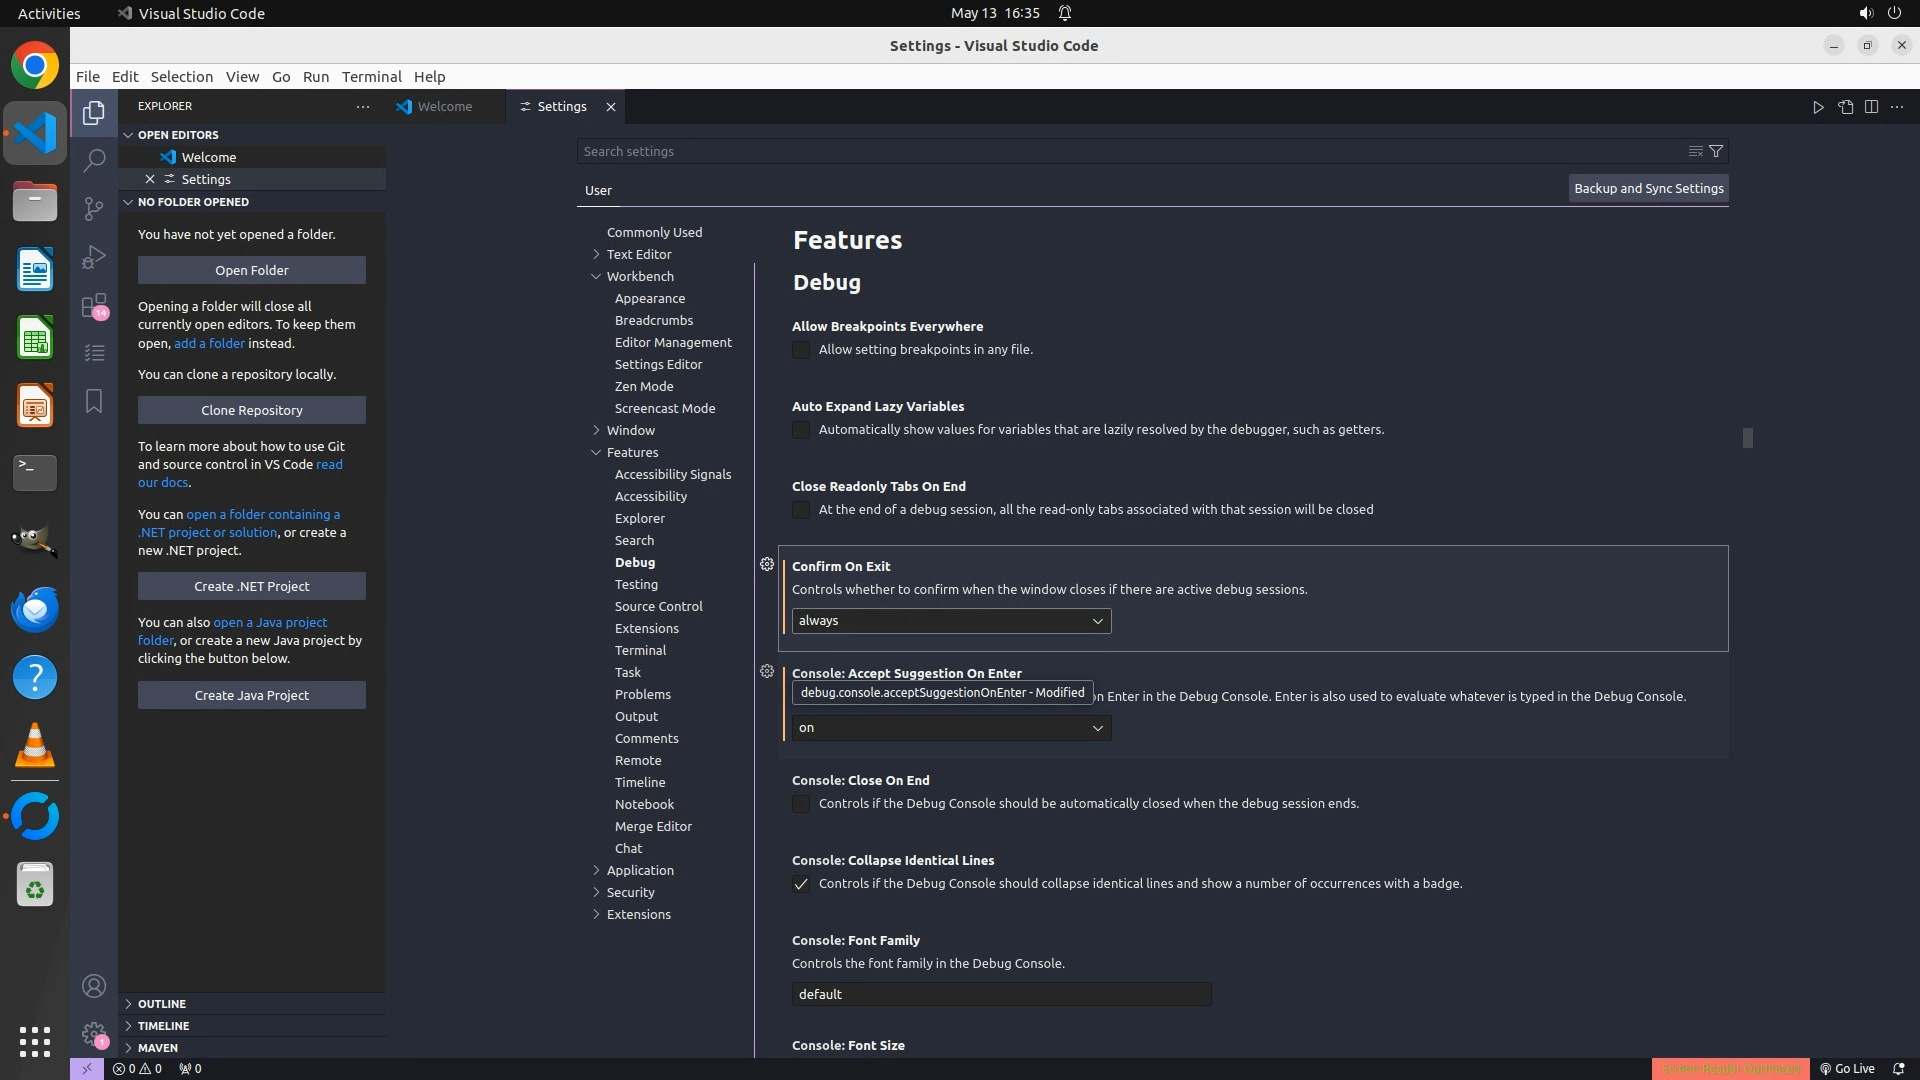 Activities
Visual Studio Code
May 13 16:35
Settings - Visual Studio Code
File Edit Selection View Go Run Terminal Help
EXPLORER
Welcome
Settings
OPEN EDITORS
Welcome
Settings
NO FOLDER OPENED
You have not yet opened a folder.
Open Folder
Opening a folder will close all
currently open editors. To keep them
open, add a folder instead.
You can clone a repository locally.
Clone Repository
To learn more about how to use Git
and source control in VS Code read
our docs.
You can open a folder containing a
.NET project or solution, or create a
new .NET project.
Create .NET Project
You can also open a Java project
folder, or create a new Java project by
clicking the button below.
Create Java Project
OUTLINE
TIMELINE
MAVEN
14
1
Search settings
User
Backup and Sync Settings
Commonly Used
Text Editor
Workbench
Appearance
Breadcrumbs
Editor Management
Settings Editor
Zen Mode
Screencast Mode
Window
Features
Accessibility Signals
Accessibility
Explorer
Search
Debug
Testing
Source Control
Extensions
Terminal
Task
Problems
Output
Comments
Remote
Timeline
Notebook
Merge Editor
Chat
Application
Security
Extensions
Features
Debug
Allow Breakpoints Everywhere
Allow setting breakpoints in any file.
Auto Expand Lazy Variables
Automatically show values for variables that are lazily resolved by the debugger, such as getters.
Close Readonly Tabs On End
At the end of a debug session, all the read-only tabs associated with that session will be closed
Confirm On Exit
Controls whether to confirm when the window closes if there are active debug sessions.
always
Console: Accept Suggestion On Enter
debug.console.acceptSuggestionOnEnter - Modified
on Enter in the Debug Console. Enter is also used to evaluate whatever is typed in the Debug Console.
on
Console: Close On End
Controls if the Debug Console should be automatically closed when the debug session ends.
Console: Collapse Identical Lines
Controls if the Debug Console should collapse identical lines and show a number of occurrences with a badge.
Console: Font Family
Controls the font family in the Debug Console.
default
Console: Font Size
0 0 0
Screen Reader Optimized
Go Live